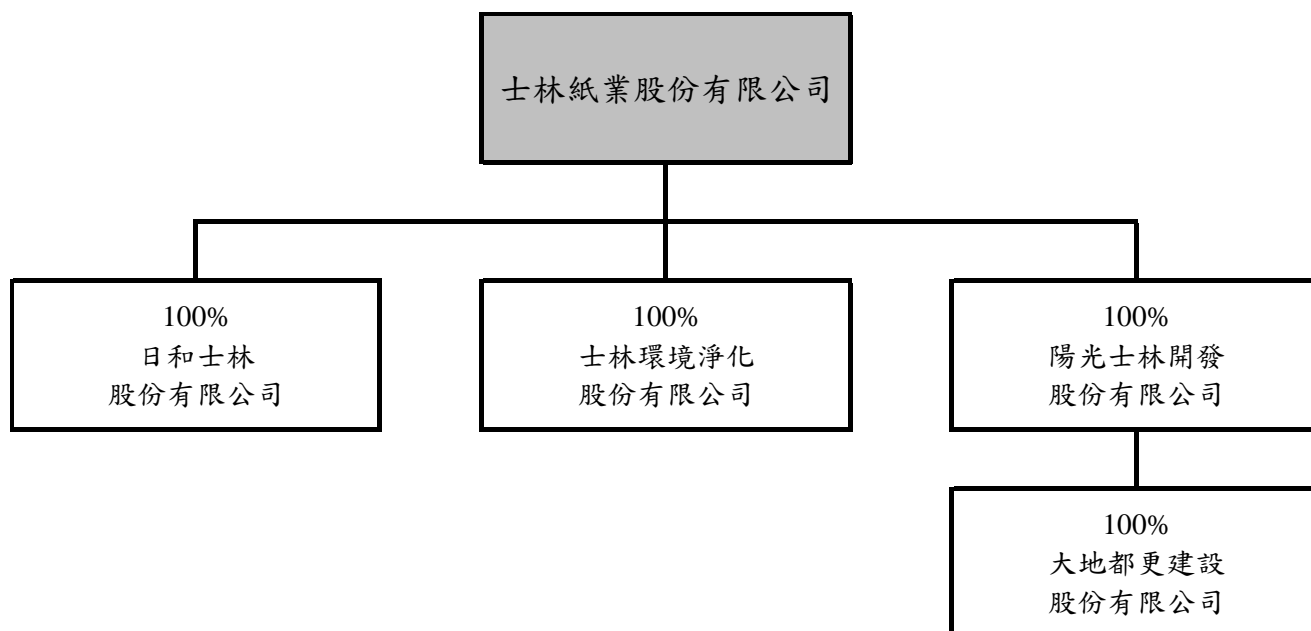 士林紙業股份有限公司
100%
日和士林
股份有限公司
100%
士林環境淨化
股份有限公司
100%
陽光士林開發
股份有限公司
100%
大地都更建設
股份有限公司